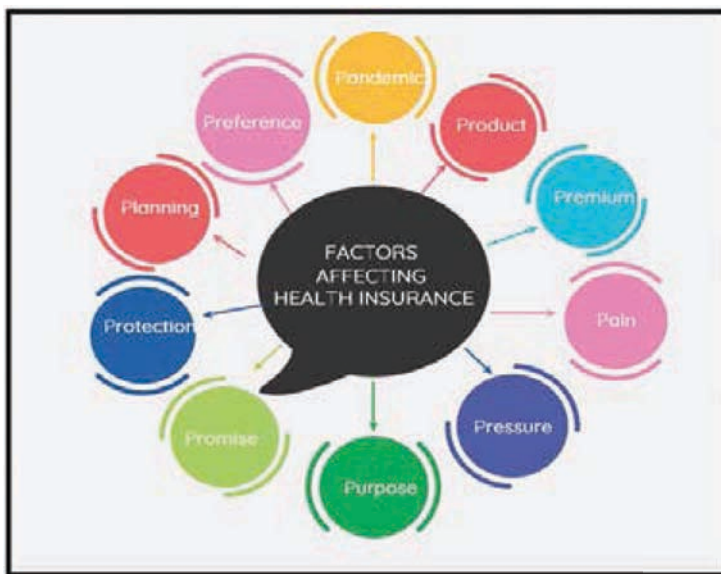 FACTORS
AFFECTING
HEALTH INSURANCE
Pandemic
Product
Premium
Pain
Pressure
Purpose
Promise
Protection
Planning
Preference